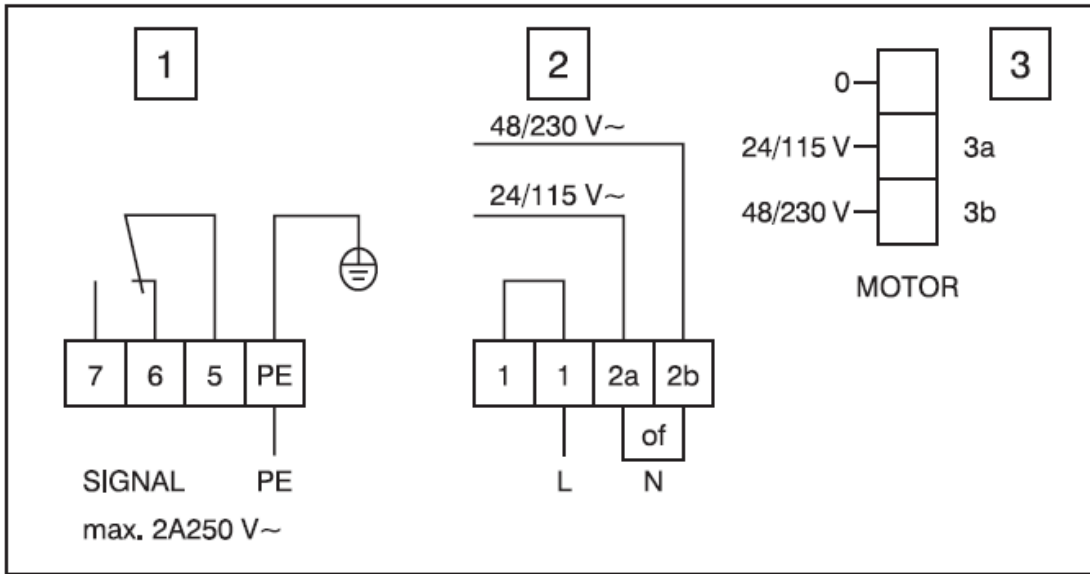 1
7 6 5 PE
SIGNAL PE
max. 2A250 V~
2
48/230 V~
24/115 V~
1 1 2a 2b
of
L N
3
0
24/115 V 3a
48/230 V 3b
MOTOR